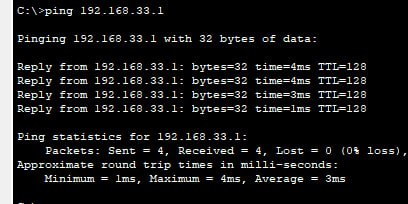 C:\>ping 192.168.33.1
Pinging 192.168.33.1 with 32 bytes of data:
Reply from 192.168.33.1: bytes=32 time=4ms TTL=128
Reply from 192.168.33.1: bytes=32 time=4ms TTL=128
Reply from 192.168.33.1: bytes=32 time=3ms TTL=128
Reply from 192.168.33.1: bytes=32 time=1ms TTL=128
Ping statistics for 192.168.33.1:
Packets: Sent = 4, Received = 4, Lost = 0 (0% loss),
Approximate round trip times in milli-seconds:
Minimum = 1ms, Maximum = 4ms, Average = 3ms